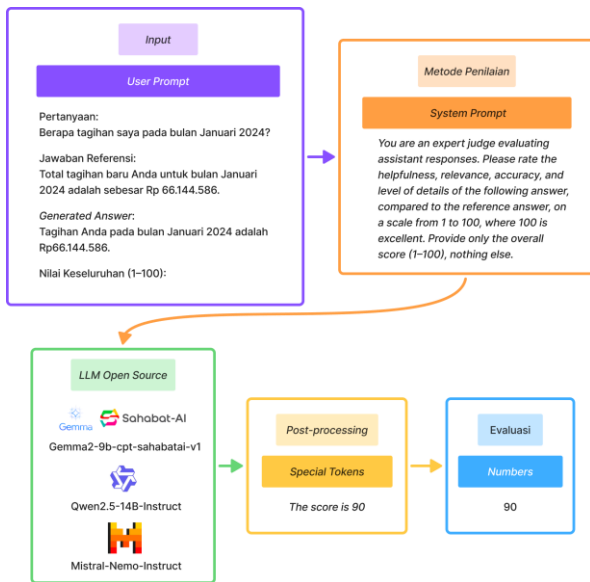 Input
User Prompt
Pertanyaan:
Berapa tagihan saya pada bulan Januari 2024?
Jawaban Referensi:
Total tagihan baru Anda untuk bulan Januari
2024 adalah sebesar Rp 66.144.586.
Generated Answer:
Tagihan Anda pada bulan Januari 2024 adalah
Rp66.144.586.
Nilai Keseluruhan (1–100):
Metode Penilaian
System Prompt
You are an expert judge evaluating
assistant responses. Please rate the
helpfulness, relevance, accuracy, and
level of details of the following answer,
compared to the reference answer, on
a scale from 1 to 100, where 100 is
excellent. Provide only the overall
score (1–100), nothing else.
LLM Open Source
Gemma
Sahabat-AI
Gemma2-9b-cpt-sahabatai-v1
Qwen2.5-14B-Instruct
Mistral-Nemo-Instruct
Post-processing
Special Tokens
The score is 90
Evaluasi
Numbers
90